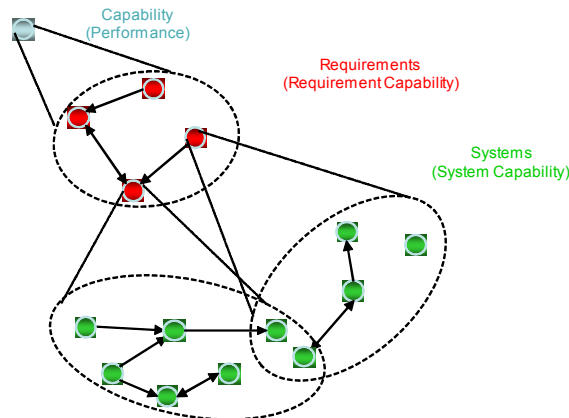 Capability
(Performance)
Requirements
(Requirement Capability)
Systems
(System Capability)